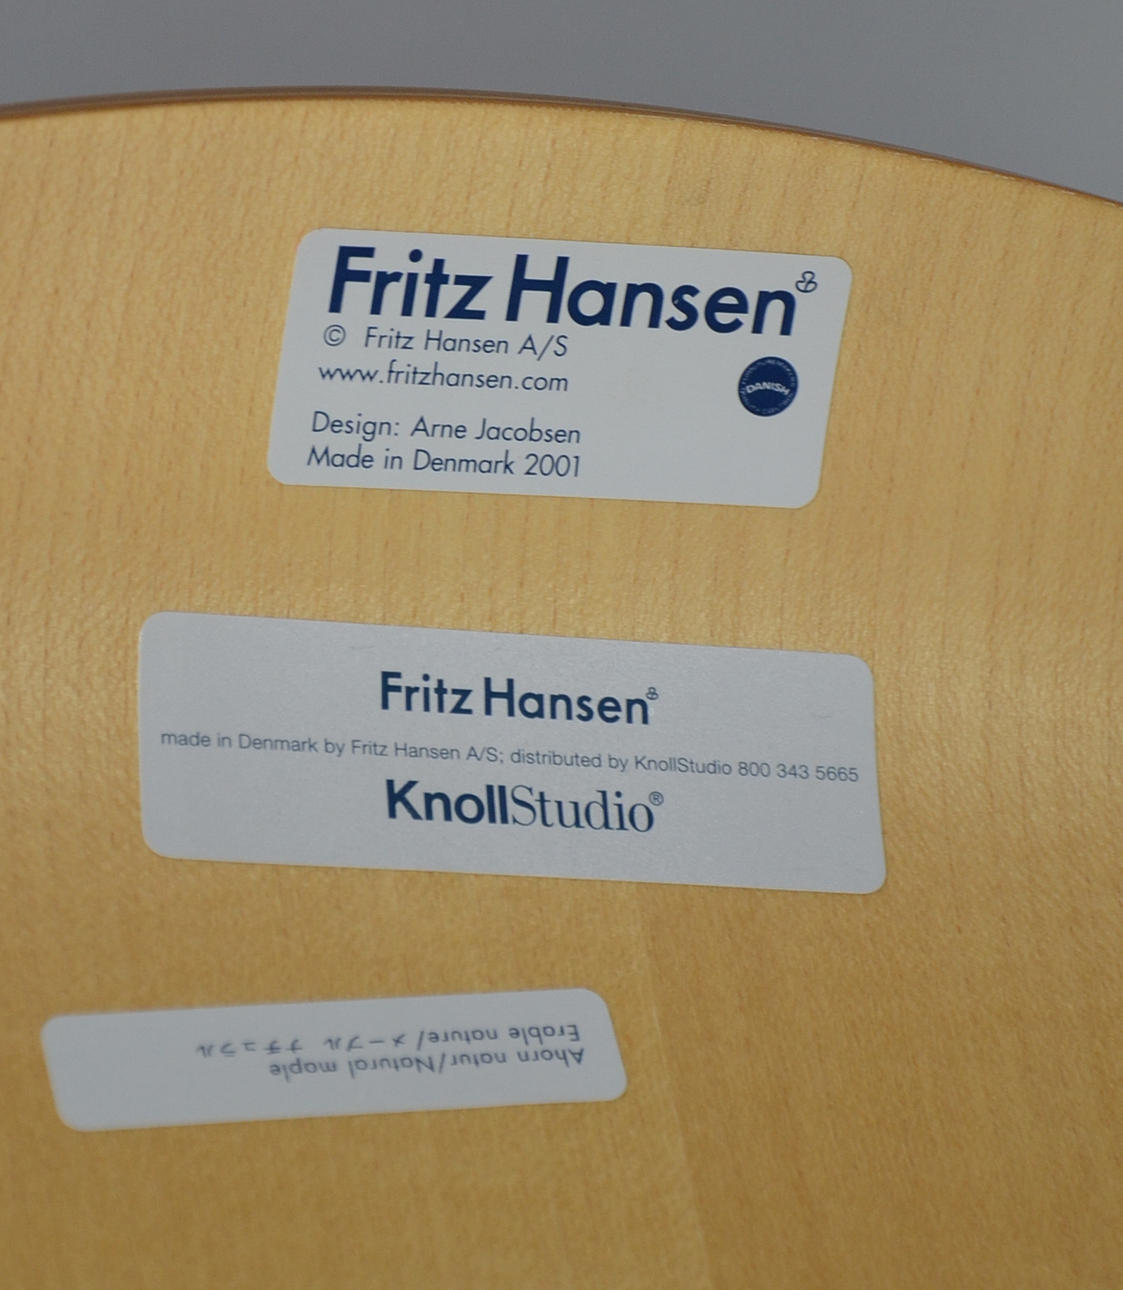 Fritz Hansen
© Fritz Hansen A/S
www.fritzhansen.com
DANISH
Design: Arne Jacobsen
Made in Denmark 2001
Fritz Hansen
made in Denmark by Fritz Hansen A/S; distributed by KnollStudio 800 343 5665
KnollStudio®
Ahorn natur/Natural maple
Erable nature/メープル ナチュラル